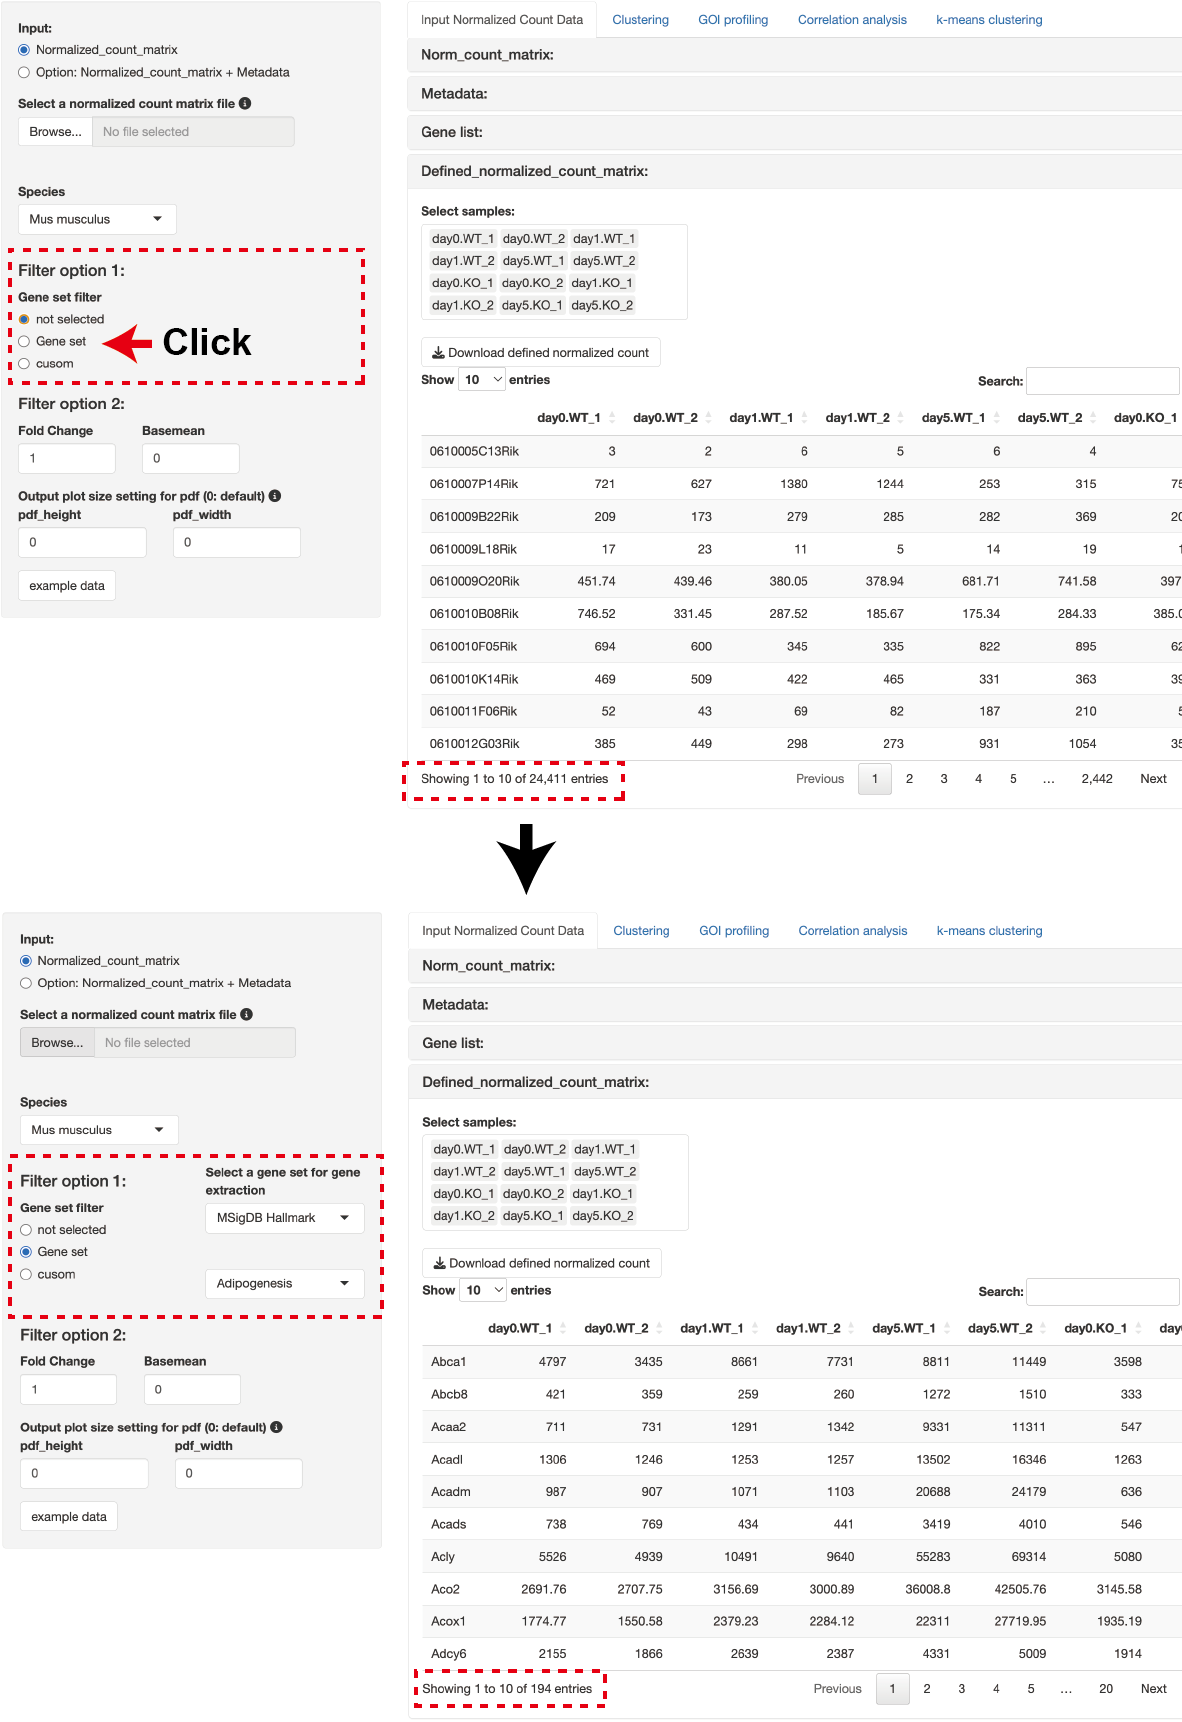 Input:
Normalized_count_matrix
Option: Normalized_count_matrix + Metadata
Select a normalized count matrix file
Browse... No file selected
Species
Mus musculus
Filter option 1:
Gene set filter
not selected
Gene set
Click
cusom
Filter option 2:
Fold Change Basemean
1 0
Output plot size setting for pdf (0: default)
pdf_height pdf_width
0 0
example data
Input Normalized Count Data Clustering GOI profiling Correlation analysis k-means clustering
Norm_count_matrix:
Metadata:
Gene list:
Defined_normalized_count_matrix:
Select samples:
day0.WT_1 day0.WT_2 day1.WT_1
day1.WT_2 day5.WT_1 day5.WT_2
day0.KO_1 day0.KO_2 day1.KO_1
day1.KO_2 day5.KO_1 day5.KO_2
Download defined normalized count
Show 10 entries Search:
day0.WT_1 day0.WT_2 day1.WT_1 day1.WT_2 day5.WT_1 day5.WT_2 day0.KO_1
0610005C13Rik 3 2 6 5 6 4
0610007P14Rik 721 627 1380 1244 253 315 75
0610009B22Rik 209 173 279 285 282 369 20
0610009L18Rik 17 23 11 5 14 19 1
0610009O20Rik 451.74 439.46 380.05 378.94 681.71 741.58 397
0610010B08Rik 746.52 331.45 287.52 185.67 175.34 284.33 385.0
0610010F05Rik 694 600 345 335 822 895 62
0610010K14Rik 469 509 422 465 331 363 39
0610011F06Rik 52 43 69 82 187 210 5
0610012G03Rik 385 449 298 273 931 1054 35
Showing 1 to 10 of 24,411 entries Previous 1 2 3 4 5 ... 2,442 Next
Input:
Normalized_count_matrix
Option: Normalized_count_matrix + Metadata
Select a normalized count matrix file
Browse... No file selected
Species
Mus musculus
Filter option 1:
Gene set filter
not selected
Gene set
cusom
Select a gene set for gene
extraction
MSigDB Hallmark
Adipogenesis
Filter option 2:
Fold Change Basemean
1 0
Output plot size setting for pdf (0: default)
pdf_height pdf_width
0 0
example data
Input Normalized Count Data Clustering GOI profiling Correlation analysis k-means clustering
Norm_count_matrix:
Metadata:
Gene list:
Defined_normalized_count_matrix:
Select samples:
day0.WT_1 day0.WT_2 day1.WT_1
day1.WT_2 day5.WT_1 day5.WT_2
day0.KO_1 day0.KO_2 day1.KO_1
day1.KO_2 day5.KO_1 day5.KO_2
Download defined normalized count
Show 10 entries Search:
day0.WT_1 day0.WT_2 day1.WT_1 day1.WT_2 day5.WT_1 day5.WT_2 day0.KO_1 day
Abca1 4797 3435 8661 7731 8811 11449 3598
Abcb8 421 359 259 260 1272 1510 333
Acaa2 711 731 1291 1342 9331 11311 547
Acadl 1306 1246 1253 1257 13502 16346 1263
Acadm 987 907 1071 1103 20688 24179 636
Acads 738 769 434 441 3419 4010 546
Acly 5526 4939 10491 9640 55283 69314 5080
Aco2 2691.76 2707.75 3156.69 3000.89 36008.8 42505.76 3145.58
Acox1 1774.77 1550.58 2379.23 2284.12 22311 27719.95 1935.19
Adcy6 2155 1866 2639 2387 4331 5009 1914
Showing 1 to 10 of 194 entries Previous 1 2 3 4 5 ... 20 Next